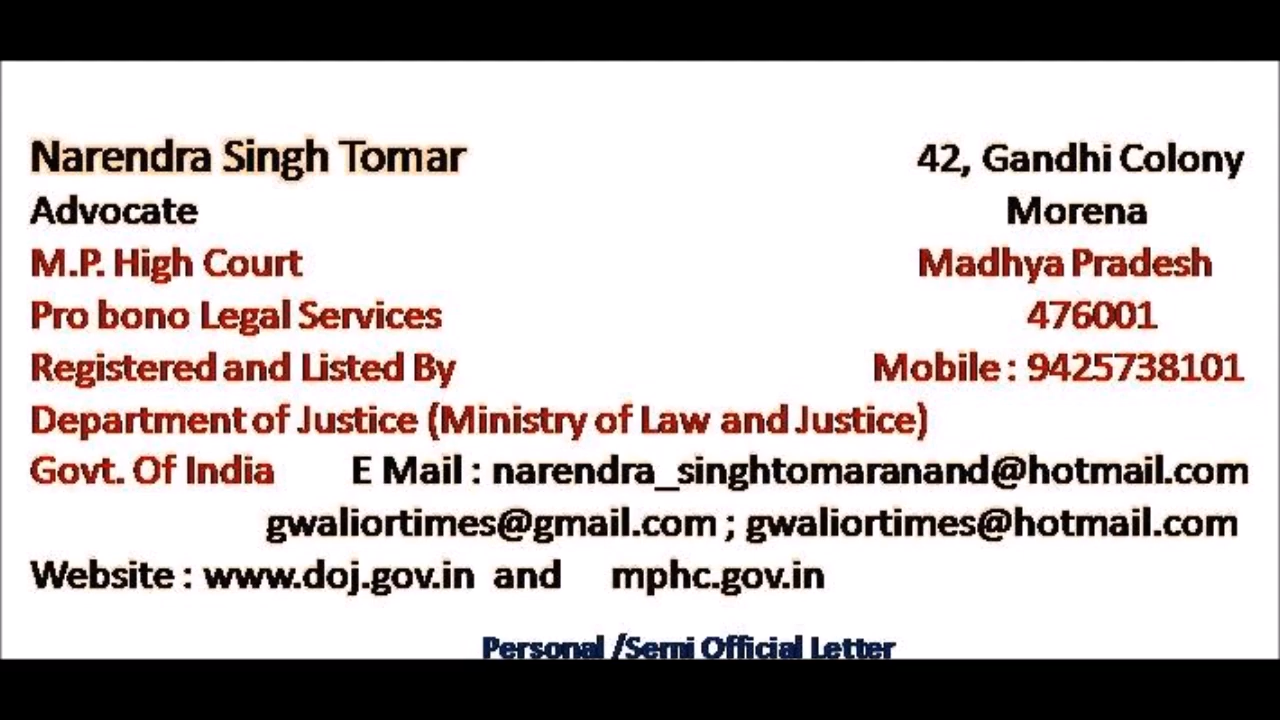 Narendra Singh Tomar 42, Gandhi Colony
Advocate Morena
M.P. High Court Madhya Pradesh
Pro bono Legal Services 476001
Registered and Listed By Mobile : 9425738101
Department of Justice (Ministry of Law and Justice)
Govt. Of India E Mail : narendra_singhtomaranand@hotmail.com
gwaliortimes@gmail.com ; gwaliortimes@hotmail.com
Website : www.doj.gov.in and mphc.gov.in
Personal /Semi Official Letter